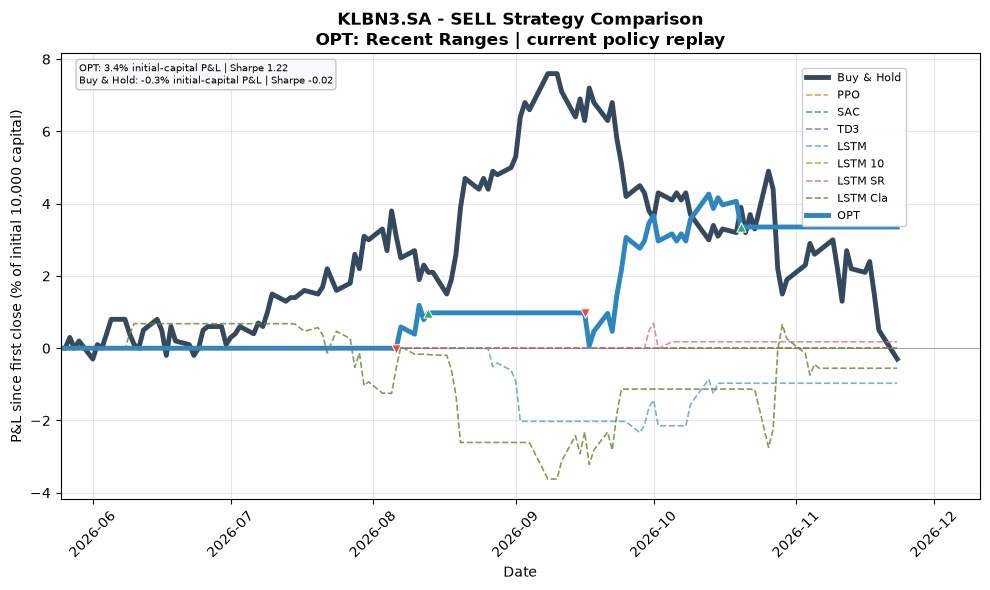 KLBN3.SA - SELL Strategy Comparison
OPT: Recent Ranges | current policy replay
OPT: 3.4% initial-capital P&L | Sharpe 1.22
Buy & Hold: -0.3% initial-capital P&L | Sharpe -0.02
Buy & Hold
PPO
SAC
TD3
LSTM
LSTM 10
LSTM SR
LSTM Cla
OPT
P&L since first close (% of initial 10,000 capital)
8
6
4
2
0
−2
−4
2026-06
2026-07
2026-08
2026-09
2026-10
2026-11
2026-12
Date